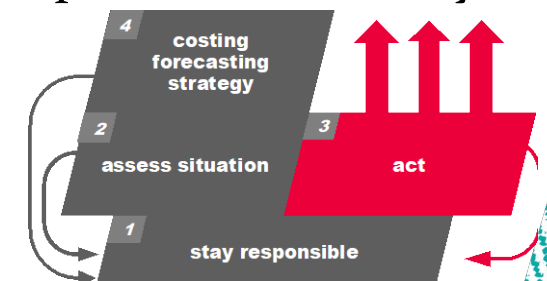 4
costing
forecasting
strategy
2
assess situation
3
act
1
stay responsible